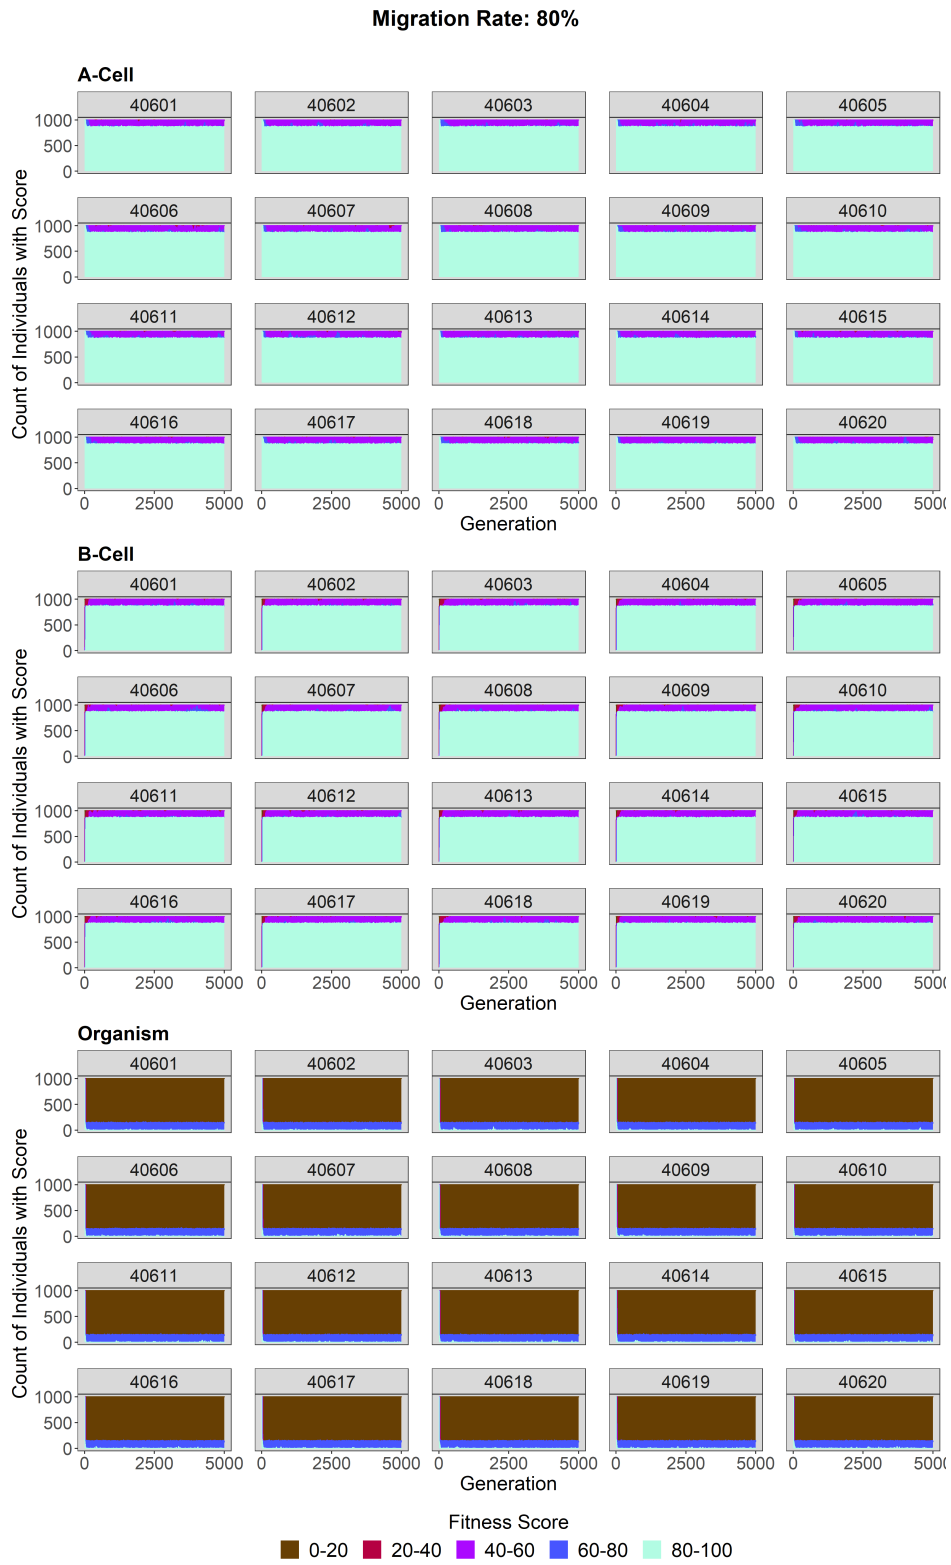 Migration Rate: 80%
A-Cell
40601 40602 40603 40604 40605
1000
500
0
40606 40607 40608 40609 40610
1000
500
0
40611 40612 40613 40614 40615
1000
500
0
40616 40617 40618 40619 40620
1000
500
0
0 2500 5000 0 2500 5000 0 2500 5000 0 2500 5000 0 2500 5000
Count of Individuals with Score
Generation
B-Cell
40601 40602 40603 40604 40605
1000
500
0
40606 40607 40608 40609 40610
1000
500
0
40611 40612 40613 40614 40615
1000
500
0
40616 40617 40618 40619 40620
1000
500
0
0 2500 5000 0 2500 5000 0 2500 5000 0 2500 5000 0 2500 5000
Count of Individuals with Score
Generation
Organism
40601 40602 40603 40604 40605
1000
500
0
40606 40607 40608 40609 40610
1000
500
0
40611 40612 40613 40614 40615
1000
500
0
40616 40617 40618 40619 40620
1000
500
0
0 2500 5000 0 2500 5000 0 2500 5000 0 2500 5000 0 2500 5000
Count of Individuals with Score
Generation
Fitness Score
0-20 20-40 40-60 60-80 80-100